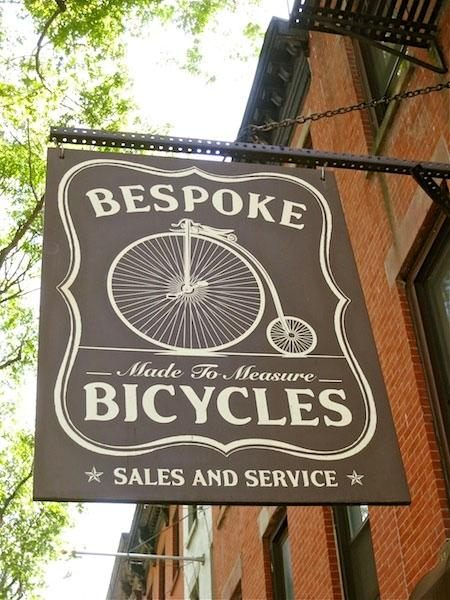 BESPOKE
Made To Measure
BICYCLES
SALES AND SERVICE